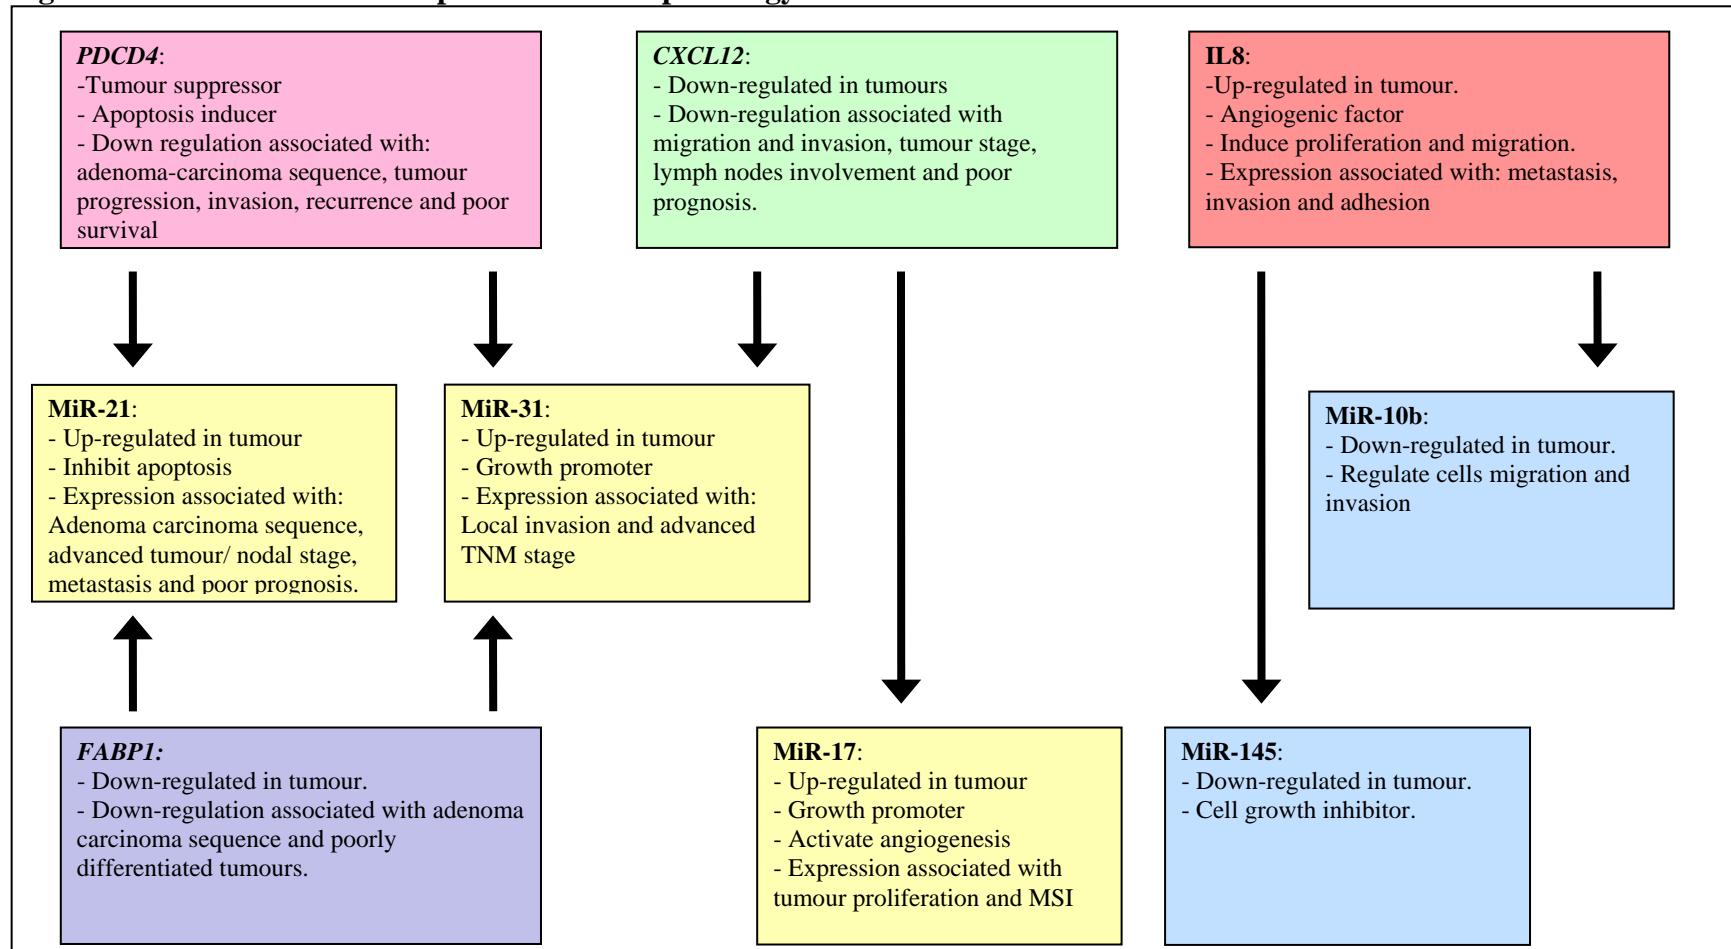 PDCD4:
-Tumour suppressor
- Apoptosis inducer
- Down regulation associated with:
adenoma-carcinoma sequence, tumour
progression, invasion, recurrence and poor
survival
CXCL12:
- Down-regulated in tumours
- Down-regulation associated with
migration and invasion, tumour stage,
lymph nodes involvement and poor
prognosis.
IL8:
-Up-regulated in tumour.
- Angiogenic factor
- Induce proliferation and migration.
- Expression associated with: metastasis,
invasion and adhesion
MiR-21:
- Up-regulated in tumour
- Inhibit apoptosis
- Expression associated with:
Adenoma carcinoma sequence,
advanced tumour/ nodal stage,
metastasis and poor prognosis.
MiR-31:
- Up-regulated in tumour
- Growth promoter
- Expression associated with:
Local invasion and advanced
TNM stage
MiR-10b:
- Down-regulated in tumour.
- Regulate cells migration and
invasion
FABP1:
- Down-regulated in tumour.
- Down-regulation associated with adenoma
carcinoma sequence and poorly
differentiated tumours.
MiR-17:
- Up-regulated in tumour
- Growth promoter
- Activate angiogenesis
- Expression associated with
tumour proliferation and MSI
MiR-145:
- Down-regulated in tumour.
- Cell growth inhibitor.